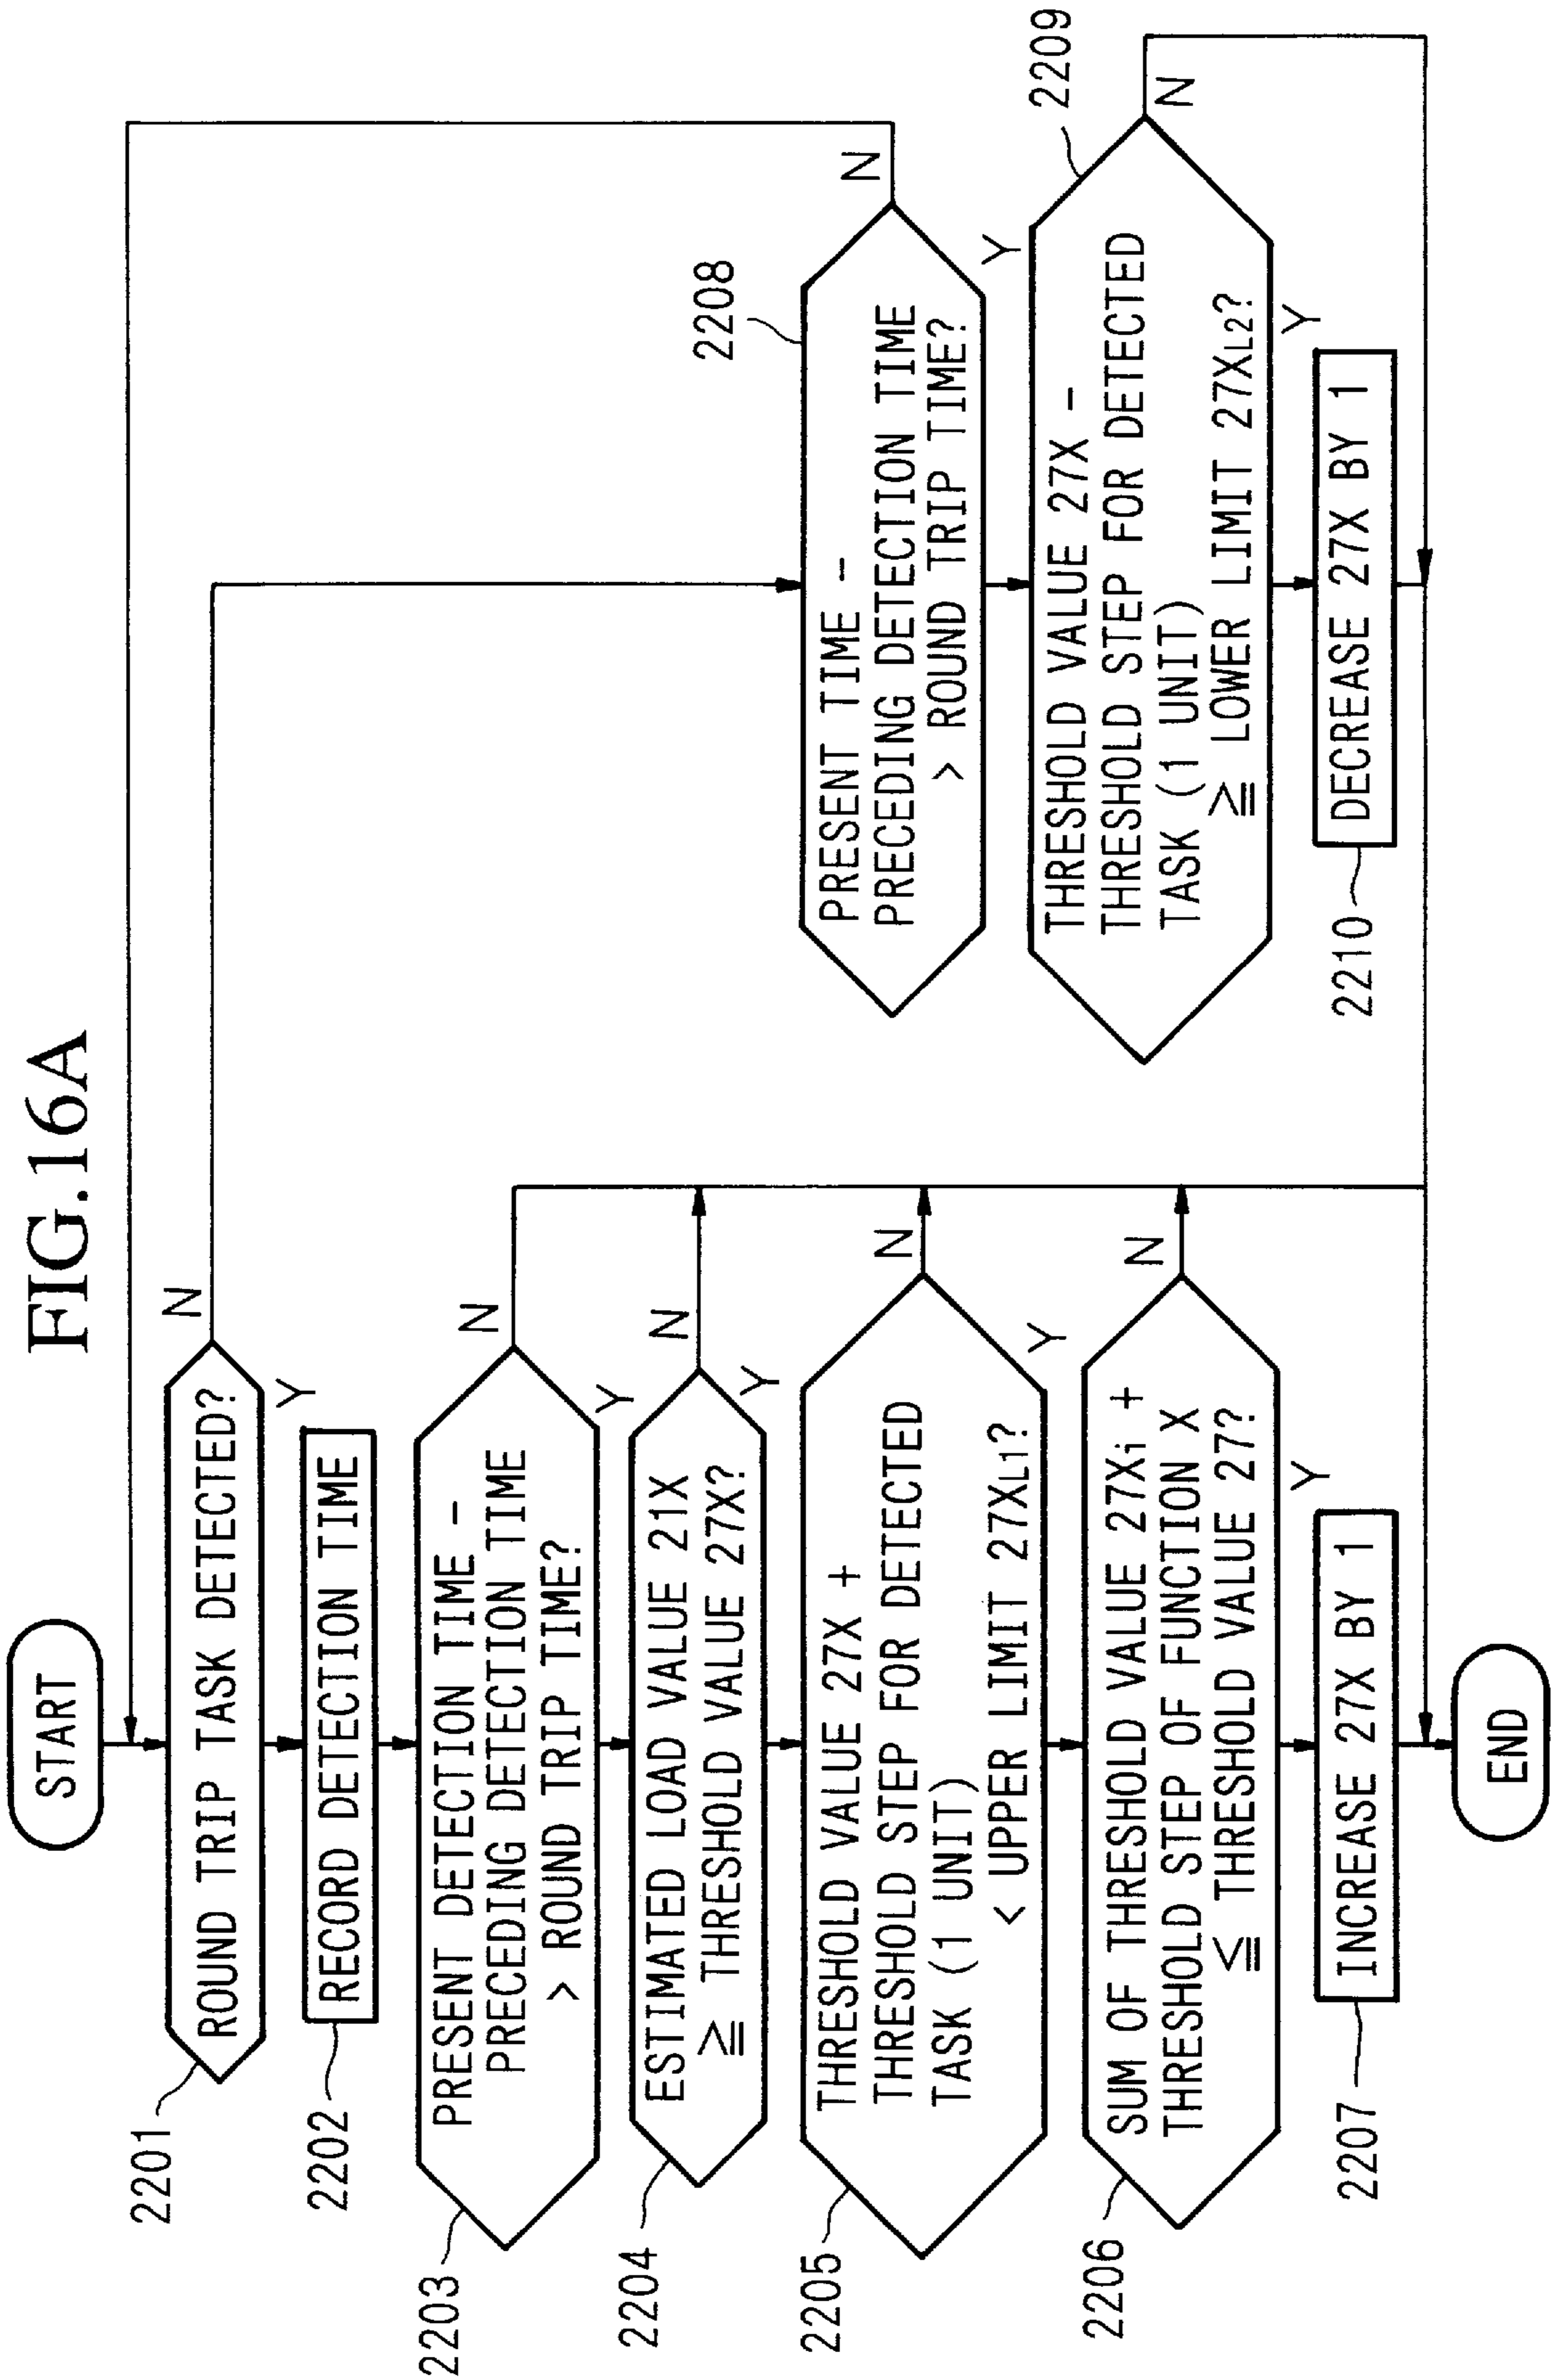 FIG.16A
START
2201
ROUND TRIP TASK DETECTED?
N
Y
2202
RECORD DETECTION TIME
2203
PRESENT DETECTION TIME -
PRECEDING DETECTION TIME
> ROUND TRIP TIME?
N
Y
2204
ESTIMATED LOAD VALUE 21X
≧ THRESHOLD VALUE 27X?
N
Y
2205
THRESHOLD VALUE 27X +
THRESHOLD STEP FOR DETECTED
TASK (1 UNIT)
< UPPER LIMIT 27XL1?
N
Y
2206
SUM OF THRESHOLD VALUE 27Xi +
THRESHOLD STEP OF FUNCTION X
≦ THRESHOLD VALUE 27?
N
Y
2207
INCREASE 27X BY 1
END
2208
PRESENT TIME -
PRECEDING DETECTION TIME
> ROUND TRIP TIME?
N
Y
2209
THRESHOLD VALUE 27X -
THRESHOLD STEP FOR DETECTED
TASK (1 UNIT)
≧ LOWER LIMIT 27XL2?
N
Y
2210
DECREASE 27X BY 1